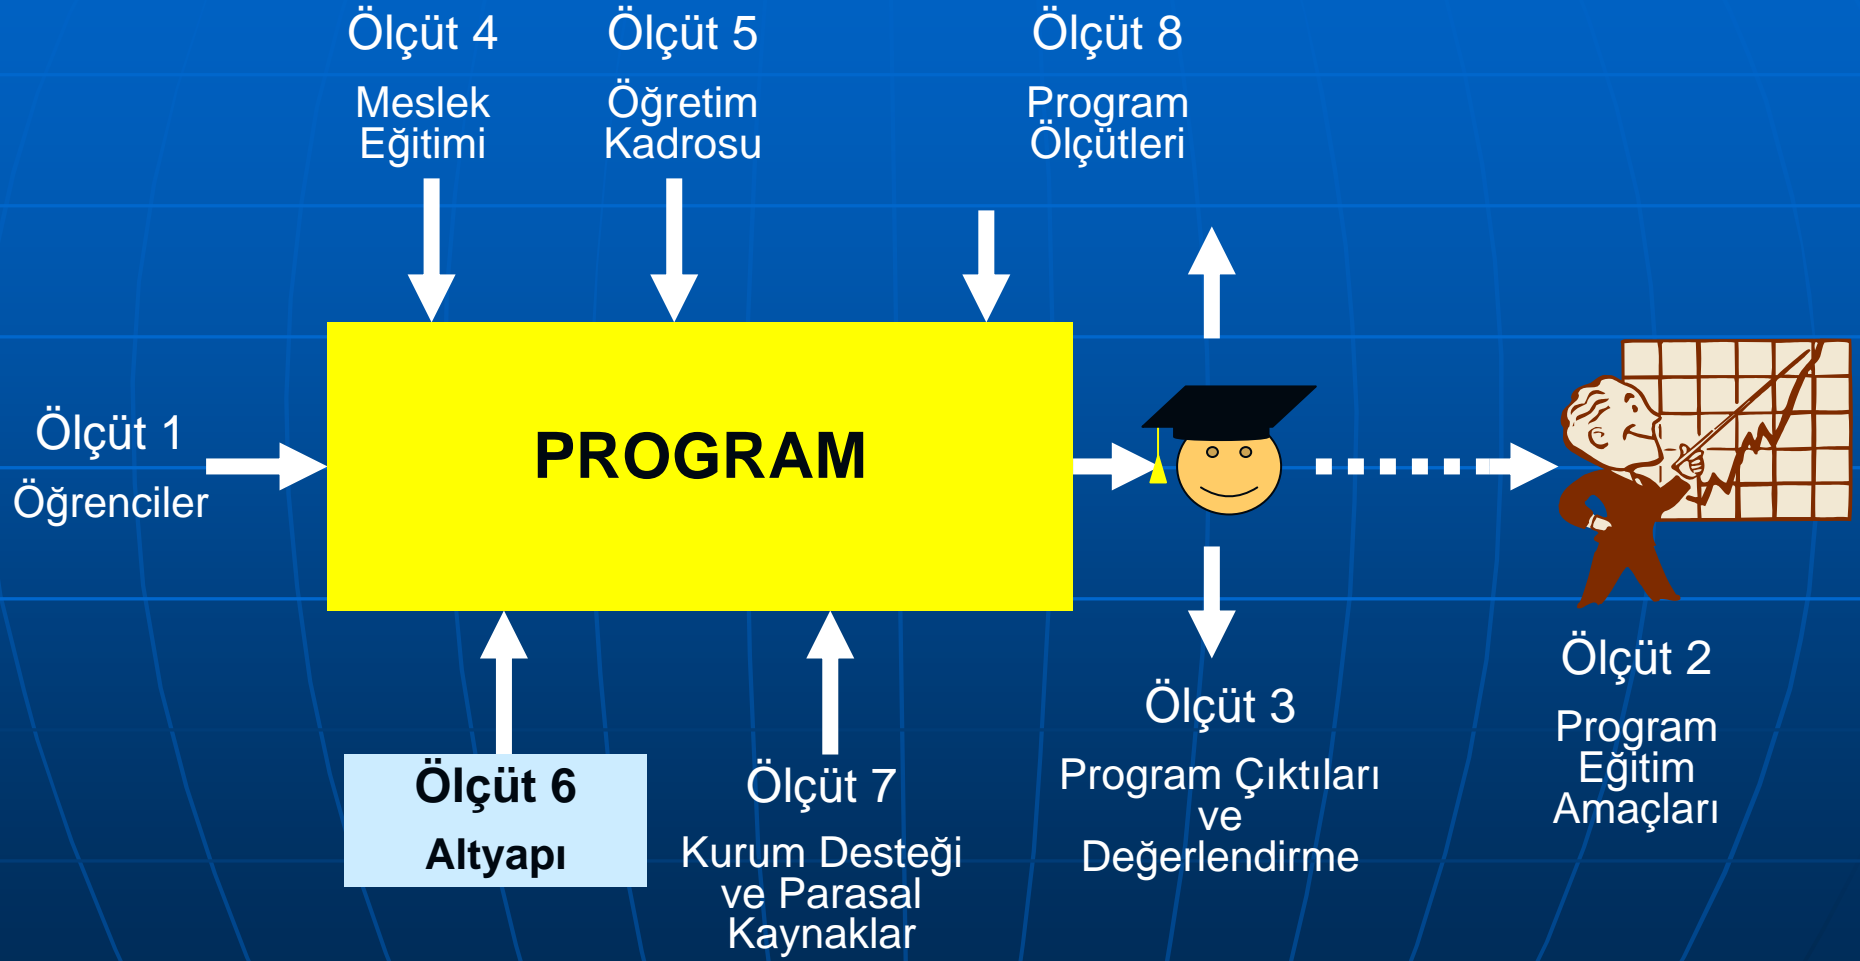 Ölçüt 4
Meslek
Eğitimi
Ölçüt 5
Öğretim
Kadrosu
Ölçüt 8
Program
Ölçütleri
Ölçüt 1
Öğrenciler
PROGRAM
Ölçüt 6
Altyapı
Ölçüt 7
Kurum Desteği
ve Parasal
Kaynaklar
Ölçüt 3
Program Çıktıları
ve
Değerlendirme
Ölçüt 2
Program
Eğitim
Amaçları